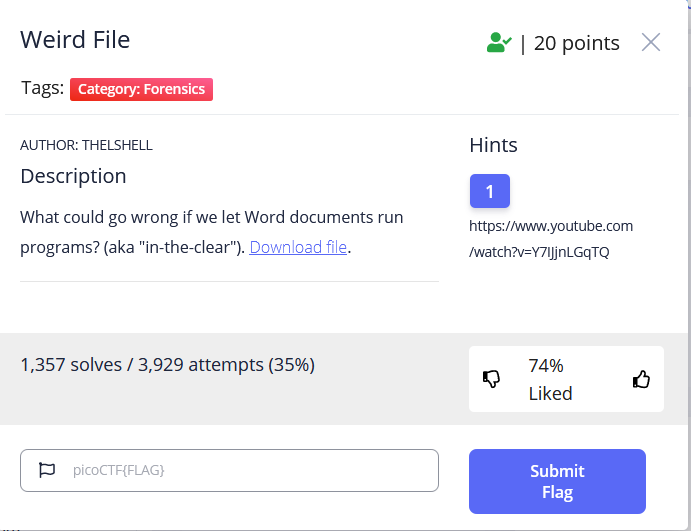 Weird File
| 20 points
Tags: Category: Forensics
AUTHOR: THELSHELL
Description
What could go wrong if we let Word documents run
programs? (aka "in-the-clear"). Download file.
Hints
1
https://www.youtube.com
/watch?v=Y7IJjnLGqTQ
1,357 solves / 3,929 attempts (35%)
74%
Liked
picoCTF{FLAG}
Submit
Flag